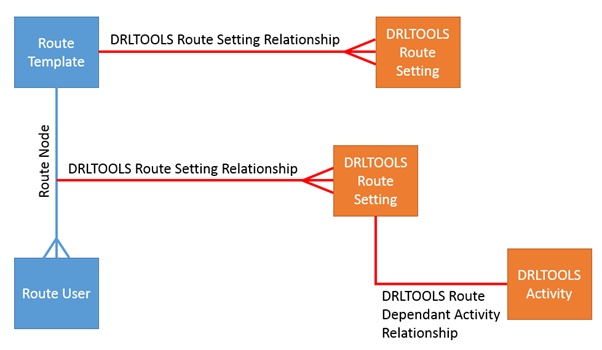 Route
Template
DRLTOOLS Route Setting Relationship
DRLTOOLS
Route
Setting
Route Node
DRLTOOLS Route Setting Relationship
DRLTOOLS
Route
Setting
Route User
DRLTOOLS Route
Dependant Activity
Relationship
DRLTOOLS
Activity